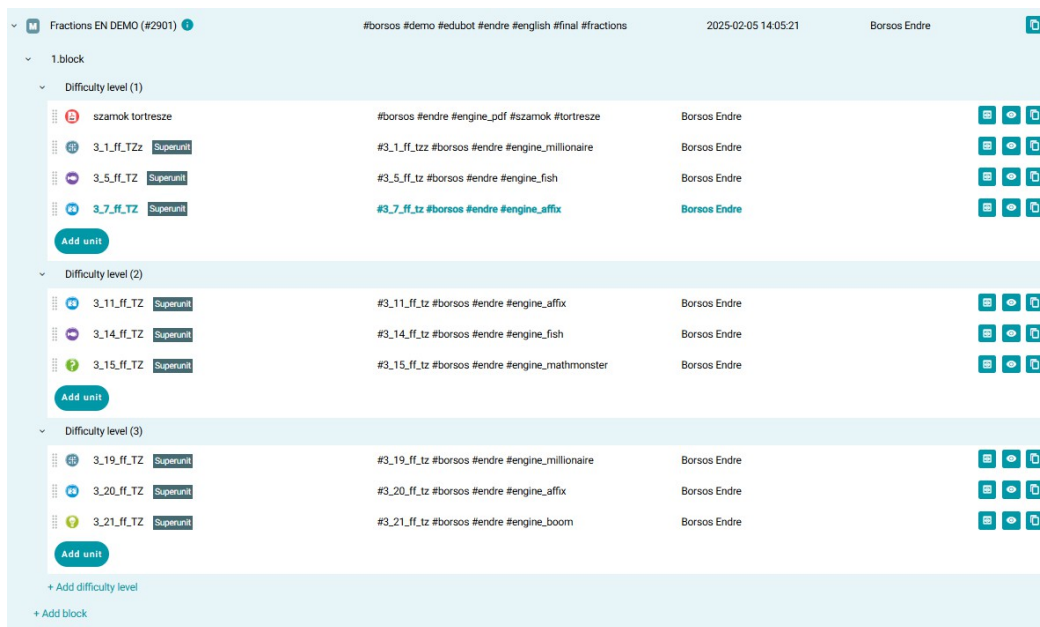 M Fractions EN DEMO (#2901) i #borsos #demo #edubot #endre #english #final #fractions 2025-02-05 14:05:21 Borsos Endre
1.block
Difficulty level (1)
szamok tortresze #borsos #endre #engine_pdf #szamok #tortresze Borsos Endre
3_1_ff_TZz Superunit #3_1_ff_tzz #borsos #endre #engine_millionaire Borsos Endre
3_5_ff_TZ Superunit #3_5_ff_tz #borsos #endre #engine_fish Borsos Endre
3_7_ff_TZ Superunit #3_7_ff_tz #borsos #endre #engine_affix Borsos Endre
Add unit
Difficulty level (2)
3_11_ff_TZ Superunit #3_11_ff_tz #borsos #endre #engine_affix Borsos Endre
3_14_ff_TZ Superunit #3_14_ff_tz #borsos #endre #engine_fish Borsos Endre
? 3_15_ff_TZ Superunit #3_15_ff_tz #borsos #endre #engine_mathmonster Borsos Endre
Add unit
Difficulty level (3)
3_19_ff_TZ Superunit #3_19_ff_tz #borsos #endre #engine_millionaire Borsos Endre
3_20_ff_TZ Superunit #3_20_ff_tz #borsos #endre #engine_affix Borsos Endre
3_21_ff_TZ Superunit #3_21_ff_tz #borsos #endre #engine_boom Borsos Endre
Add unit
+ Add difficulty level
+ Add block